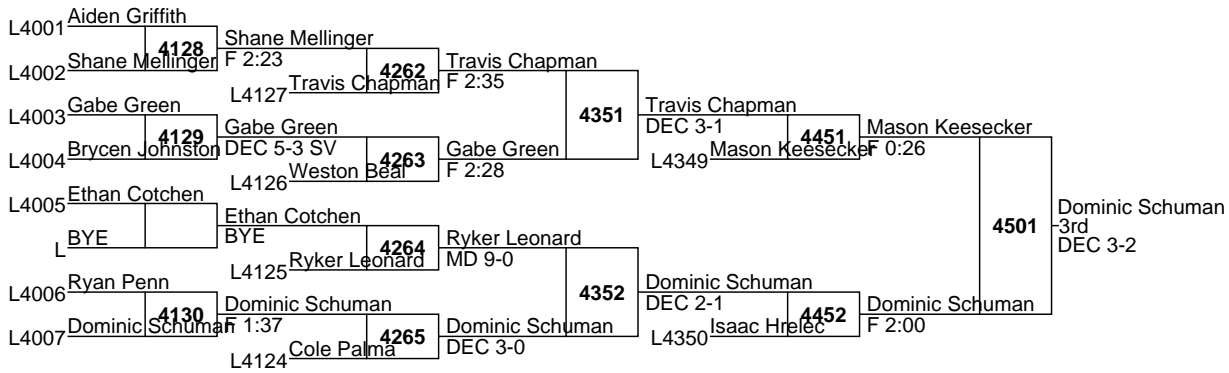 L4001 Aiden Griffith
4128
L4002 Shane Mellinger
Shane Mellinger
F 2:23
4262
L4127 Travis Chapman
Travis Chapman
F 2:35
L4003 Gabe Green
4129
L4004 Brycen Johnston
Gabe Green
DEC 5-3 SV
4263
L4126 Weston Beal
Gabe Green
F 2:28
4351
Travis Chapman
DEC 3-1
4451
L4349 Mason Keesecker
Mason Keesecker
F 0:26
L4005 Ethan Cotchen
L BYE
Ethan Cotchen
BYE
4264
L4125 Ryker Leonard
Ryker Leonard
MD 9-0
L4006 Ryan Penn
4130
L4007 Dominic Schuman
Dominic Schuman
F 1:37
4265
L4124 Cole Palma
Dominic Schuman
DEC 3-0
4352
Dominic Schuman
DEC 2-1
4452
L4350 Isaac Hrelec
Dominic Schuman
F 2:00
4501
Dominic Schuman
3rd
DEC 3-2